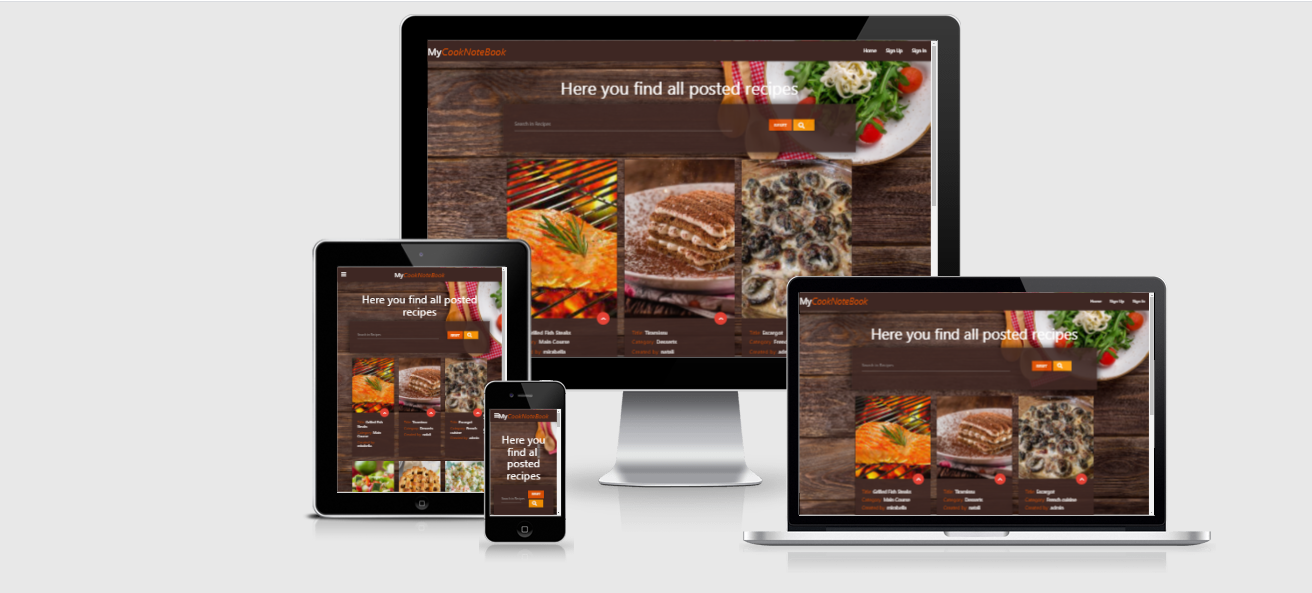 MyCookNoteBook
Home Sign Up Sign In
Here you find all posted recipes
Search In Recipes
RESET
Grilled Fish Steaks
Main Course
mirabella
Title: Tiramisu
Category: Desserts
Created by: natali
Title: Escargot
Category: Fren
Created by: adm
MyCookNoteBook
Here you find all posted
recipes
Search In Recipes
RESET
Grilled Fish
Steaks
Main
Course
mirabella
Title: Tiramisu
Category: Desserts
Created by: natali
Escargot
French
cuisine
admin
MyCookNoteBook
Here you
find al
posted
recipes
Search In Recipes
RESET
MyCookNoteBook
Home Sign Up Sign In
Here you find all posted recipes
Search In Recipes
RESET
Title: Grilled Fish Steaks
Category: Main Course
Created by: mirabella
Title: Tiramisu
Category: Desserts
Created by: natali
Title: Escargot
Category: French cuisine
Created by: admin